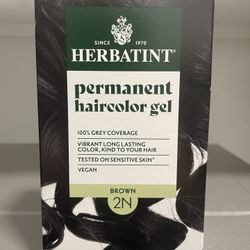 SINCE 1970
HERBATINT®
permanent
haircolor gel
100% GREY COVERAGE
VIBRANT LONG LASTING
COLOR, KIND TO YOUR HAIR
TESTED ON SENSITIVE SKIN*
VEGAN
BROWN
2N